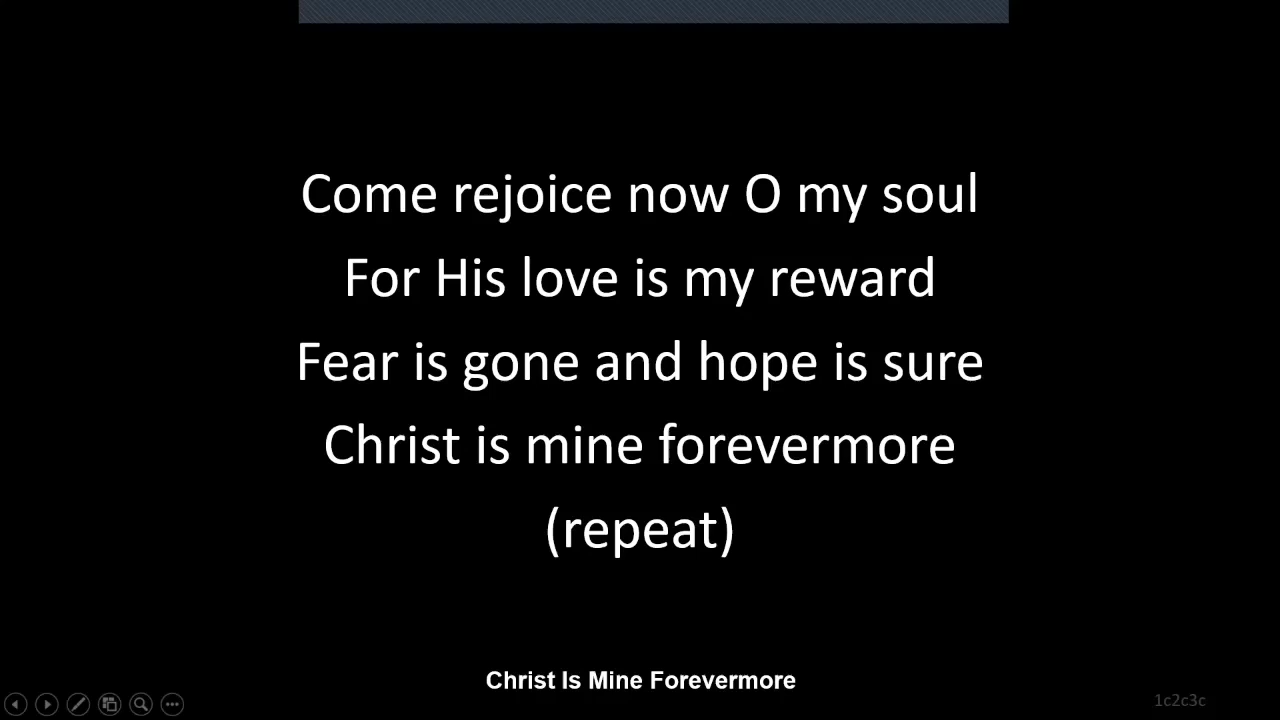 Come rejoice now O my soul
For His love is my reward
Fear is gone and hope is sure
Christ is mine forevermore
(repeat)
Christ Is Mine Forevermore
1c2c3c